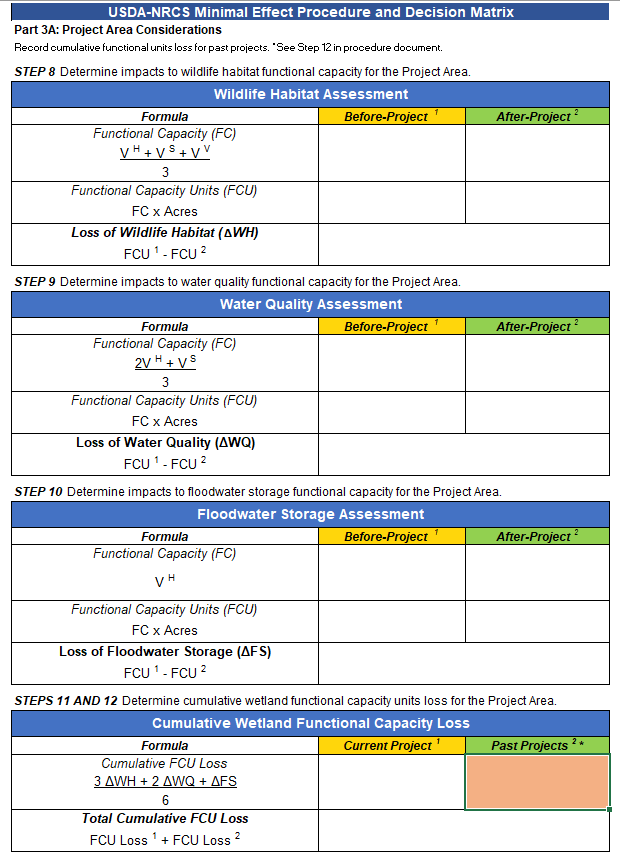 USDA-NRCS Minimal Effect Procedure and Decision Matrix
Part 3A: Project Area Considerations
Record cumulative functional units loss for past projects. *See Step 12 in procedure document.
STEP 8 Determine impacts to wildlife habitat functional capacity for the Project Area.
Wildlife Habitat Assessment
Formula Before-Project 1 After-Project 2
Functional Capacity (FC)
V H + V S + V V
3
Functional Capacity Units (FCU)
FC x Acres
Loss of Wildlife Habitat (ΔWH)
FCU 1 - FCU 2
STEP 9 Determine impacts to water quality functional capacity for the Project Area.
Water Quality Assessment
Formula Before-Project 1 After-Project 2
Functional Capacity (FC)
2V H + V S
3
Functional Capacity Units (FCU)
FC x Acres
Loss of Water Quality (ΔWQ)
FCU 1 - FCU 2
STEP 10 Determine impacts to floodwater storage functional capacity for the Project Area.
Floodwater Storage Assessment
Formula Before-Project 1 After-Project 2
Functional Capacity (FC)
V H
Functional Capacity Units (FCU)
FC x Acres
Loss of Floodwater Storage (ΔFS)
FCU 1 - FCU 2
STEPS 11 AND 12 Determine cumulative wetland functional capacity units loss for the Project Area.
Cumulative Wetland Functional Capacity Loss
Formula Current Project 1 Past Projects 2 *
Cumulative FCU Loss
3 ΔWH + 2 ΔWQ + ΔFS
6
Total Cumulative FCU Loss
FCU Loss 1 + FCU Loss 2